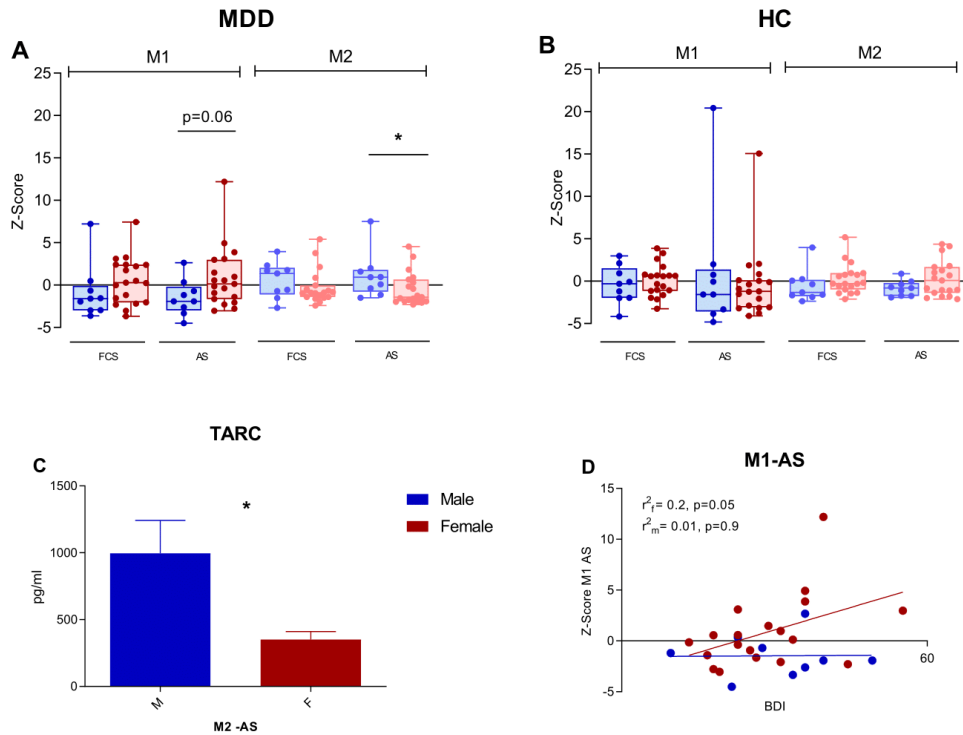 MDD
HC
A
M1
M2
25
20
15
10
5
0
-5
Z-Score
p=0.06
*
FCS
AS
FCS
AS
B
M1
M2
25
20
15
10
5
0
-5
Z-Score
FCS
AS
FCS
AS
TARC
C
1500
1000
500
0
pg/ml
*
M
F
M2 -AS
Male
Female
D
M1-AS
r²f= 0.2, p=0.05
r²m= 0.01, p=0.9
15
10
5
0
-5
Z-Score M1 AS
60
BDI